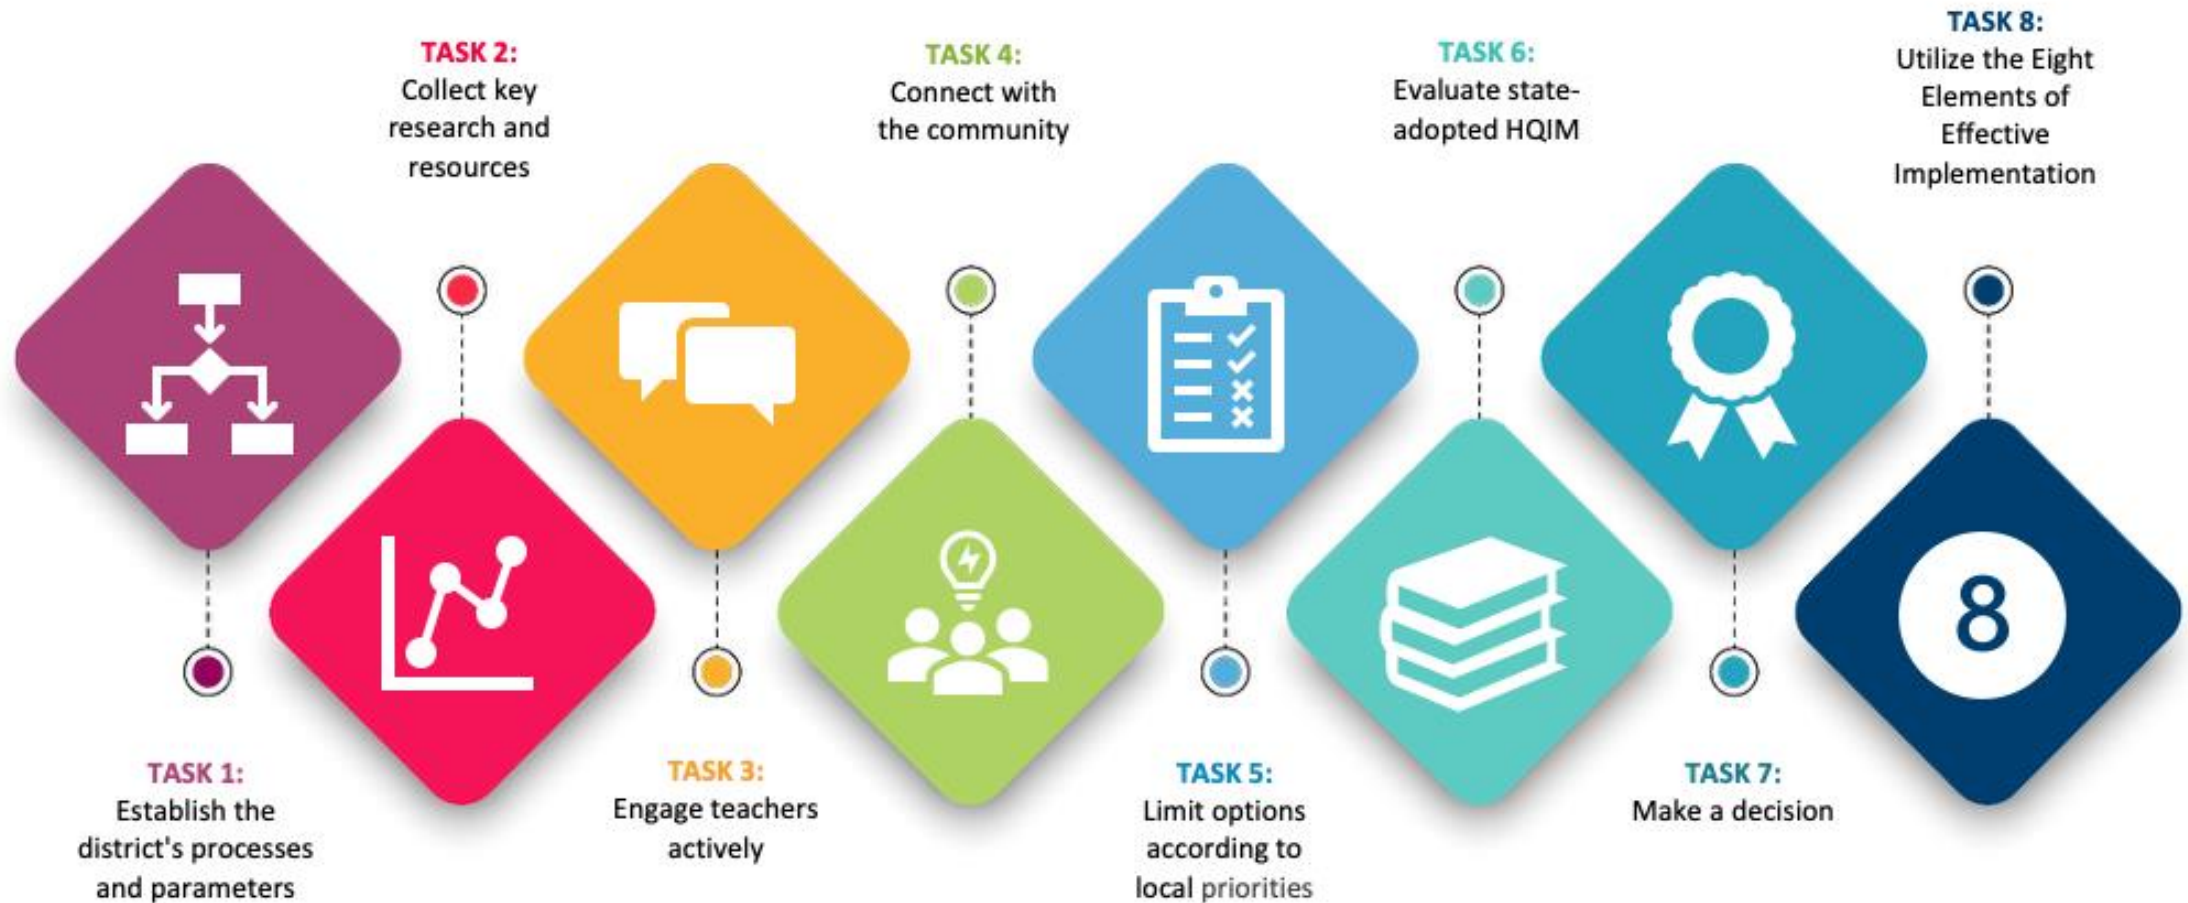 TASK 1:
Establish the
district's processes
and parameters
TASK 2:
Collect key
research and
resources
TASK 3:
Engage teachers
actively
TASK 4:
Connect with
the community
TASK 5:
Limit options
according to
local priorities
TASK 6:
Evaluate state-
adopted HQIM
TASK 7:
Make a decision
TASK 8:
Utilize the Eight
Elements of
Effective
Implementation
8